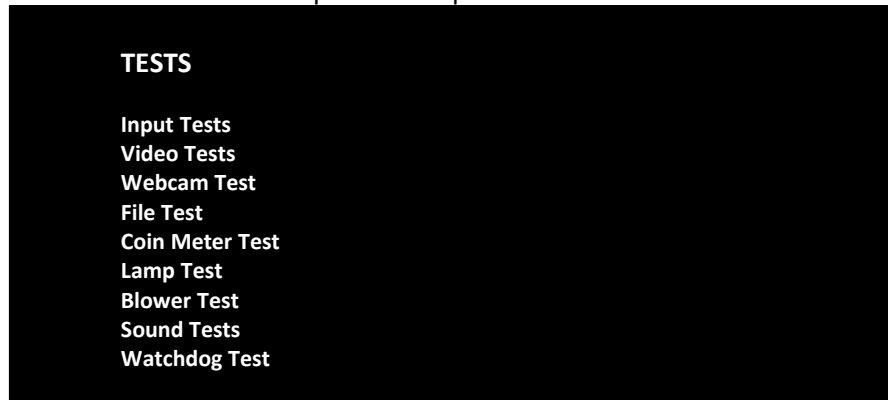 TESTS
Input Tests
Video Tests
Webcam Test
File Test
Coin Meter Test
Lamp Test
Blower Test
Sound Tests
Watchdog Test